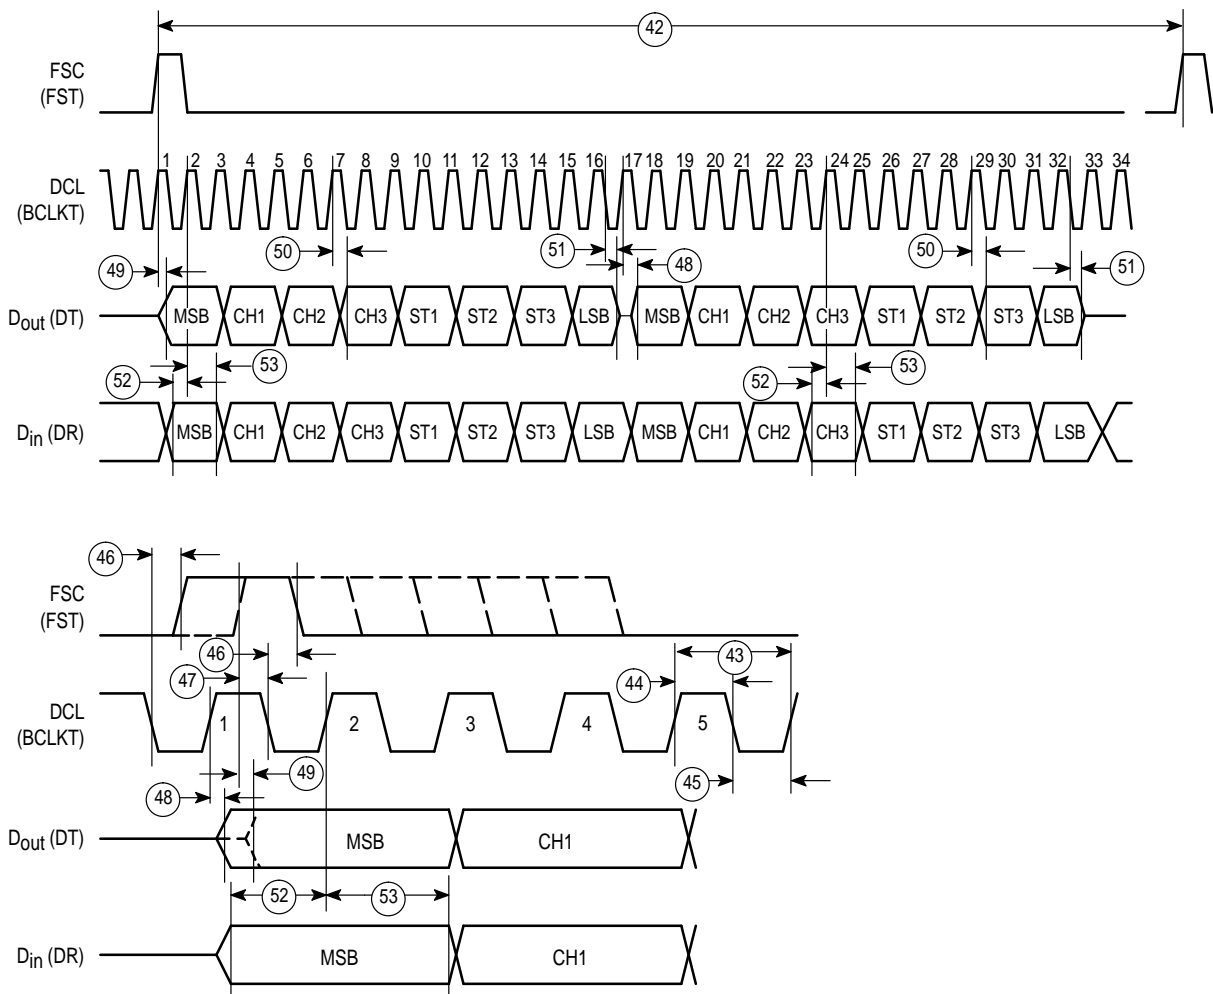 42
FSC
(FST)
1 2 3 4 5 6 7 8 9 10 11 12 13 14 15 16 17 18 19 20 21 22 23 24 25 26 27 28 29 30 31 32 33 34
DCL
(BCLKT)
50 51 48 50 51
49
Dout (DT) MSB CH1 CH2 CH3 ST1 ST2 ST3 LSB MSB CH1 CH2 CH3 ST1 ST2 ST3 LSB
52 53 52 53
Din (DR) MSB CH1 CH2 CH3 ST1 ST2 ST3 LSB MSB CH1 CH2 CH3 ST1 ST2 ST3 LSB
46
FSC
(FST)
46 43
47 44
DCL
(BCLKT)
1 2 3 4 5
49 45
48
Dout (DT) MSB CH1
52 53
Din (DR) MSB CH1